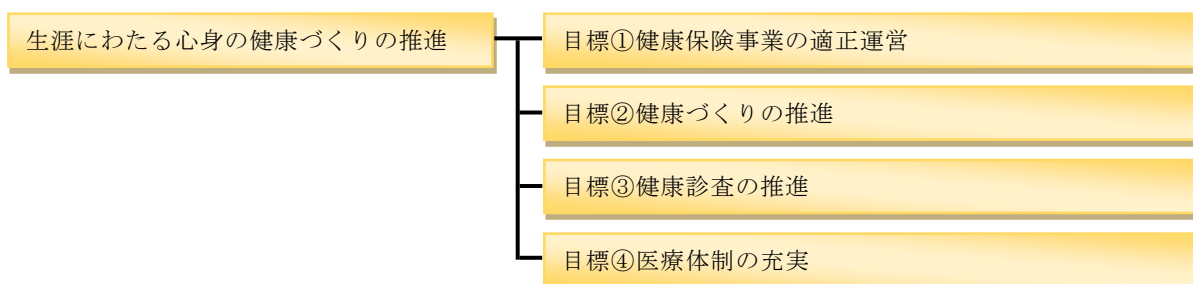 生涯にわたる心身の健康づくりの推進
目標①健康保険事業の適正運営
目標②健康づくりの推進
目標③健康診査の推進
目標④医療体制の充実